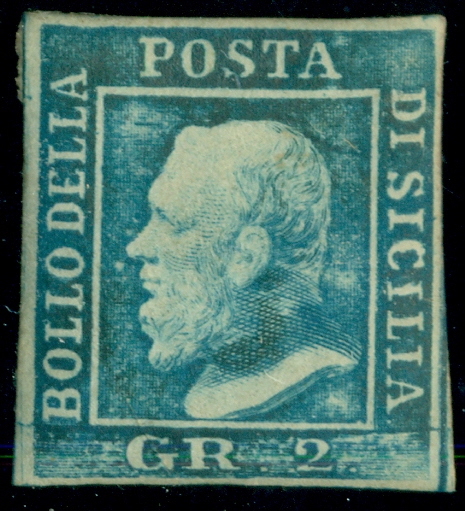 BOLLO DELLA
POSTA
DI SICILIA
GR. 2.